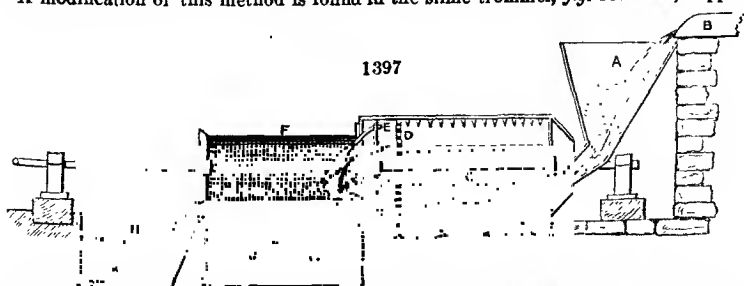 A modification of this method is found in the slime trommel, fig.
1397
A
B
F
E
D
C
H